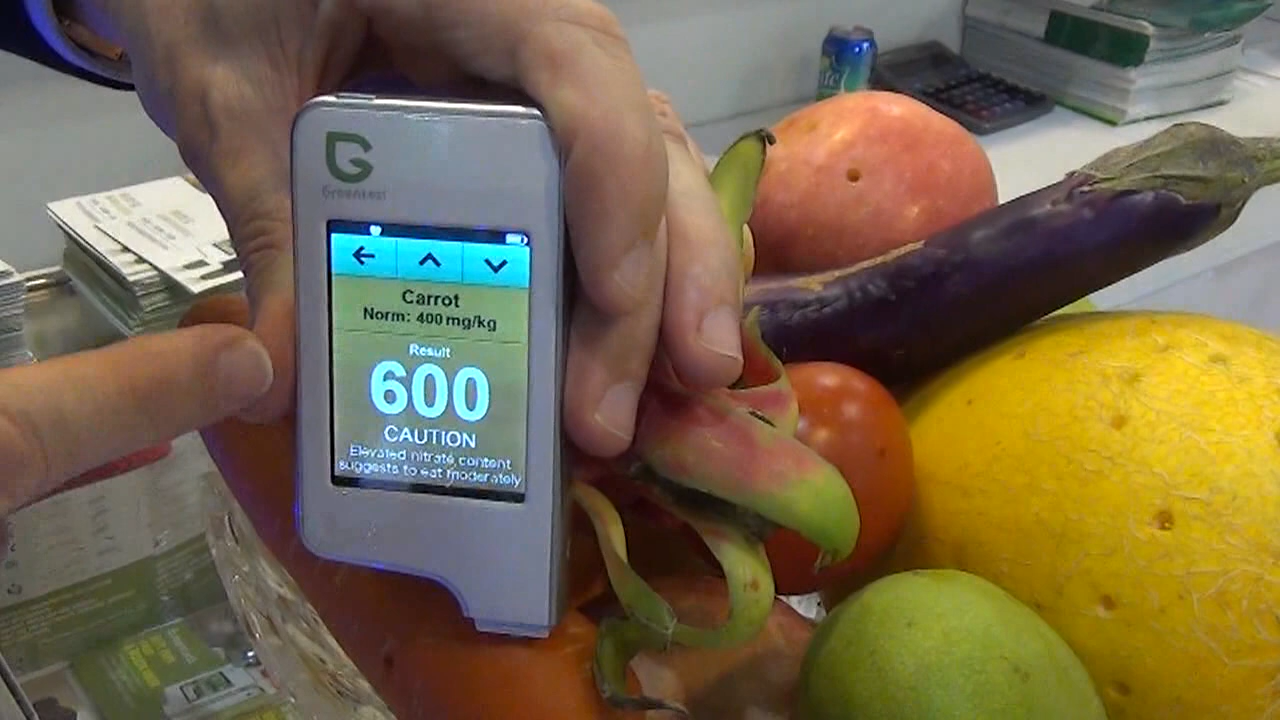 Greentest
Carrot
Norm: 400 mg/kg
Result
600
CAUTION
Elevated nitrate content
suggests to eat moderately